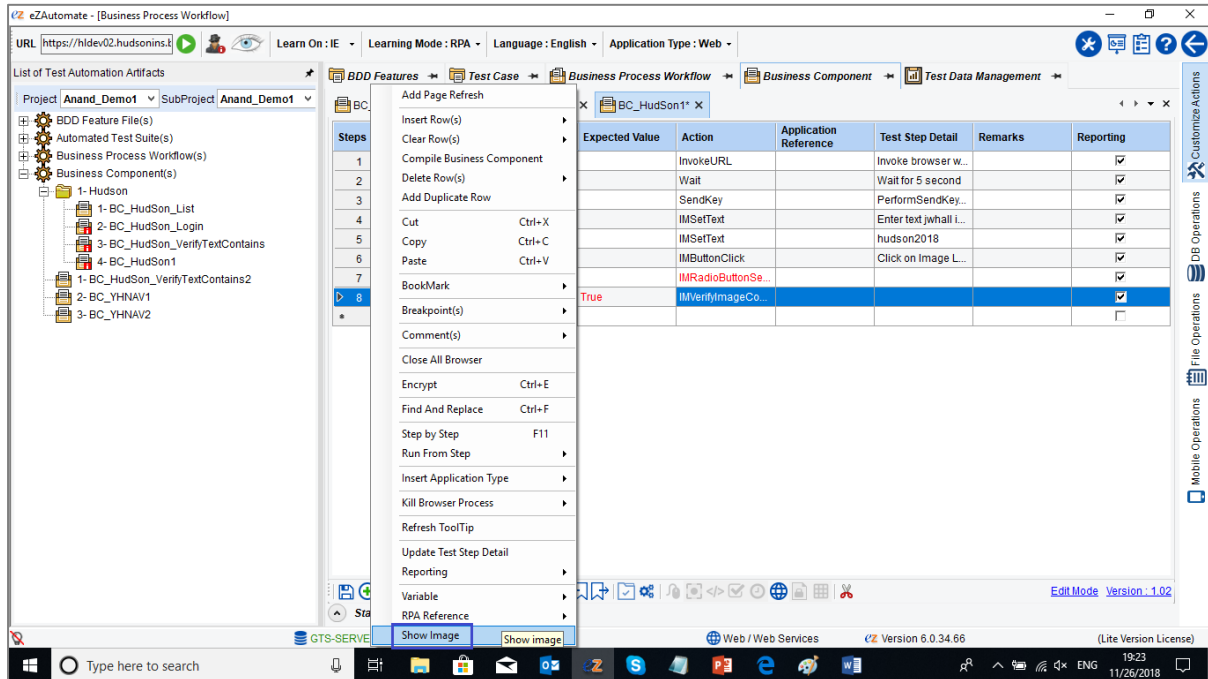 eZ eZAutomate - [Business Process Workflow]
URL https://hldev02.hudsonins.t Learn On : IE Learning Mode : RPA Language : English Application Type : Web
List of Test Automation Artifacts
Project Anand_Demo1 SubProject Anand_Demo1
BDD Feature File(s)
Automated Test Suite(s)
Business Process Workflow(s)
Business Component(s)
1- Hudson
1- BC_HudSon_List
2- BC_HudSon_Login
3- BC_HudSon_VerifyTextContains
4- BC_HudSon1
1- BC_HudSon_VerifyTextContains2
2- BC_YHNAV1
3- BC_YHNAV2
BDD Features Test Case Business Process Workflow Business Component Test Data Management
BC_ BC_HudSon1*
Steps Expected Value Action Application Reference Test Step Detail Remarks Reporting
1 InvokeURL Invoke browser w...
2 Wait Wait for 5 second
3 SendKey PerformSendKey...
4 IMSetText Enter text jwhall i...
5 IMSetText hudson2018
6 IMButtonClick Click on Image L...
7 IMRadioButtonSe...
8 True IMVerifyImageCo...
*
Add Page Refresh
Insert Row(s)
Clear Row(s)
Compile Business Component
Delete Row(s)
Add Duplicate Row
Cut Ctrl+X
Copy Ctrl+C
Paste Ctrl+V
BookMark
Breakpoint(s)
Comment(s)
Close All Browser
Encrypt Ctrl+E
Find And Replace Ctrl+F
Step by Step F11
Run From Step
Insert Application Type
Kill Browser Process
Refresh ToolTip
Update Test Step Detail
Reporting
Variable
RPA Reference
Show Image Show image
Customize Actions
DB Operations
File Operations
Mobile Operations
Edit Mode Version : 1.02
Sta
GTS-SERVE Web / Web Services eZ Version 6.0.34.66 (Lite Version License)
Type here to search ENG 19:23
11/26/2018